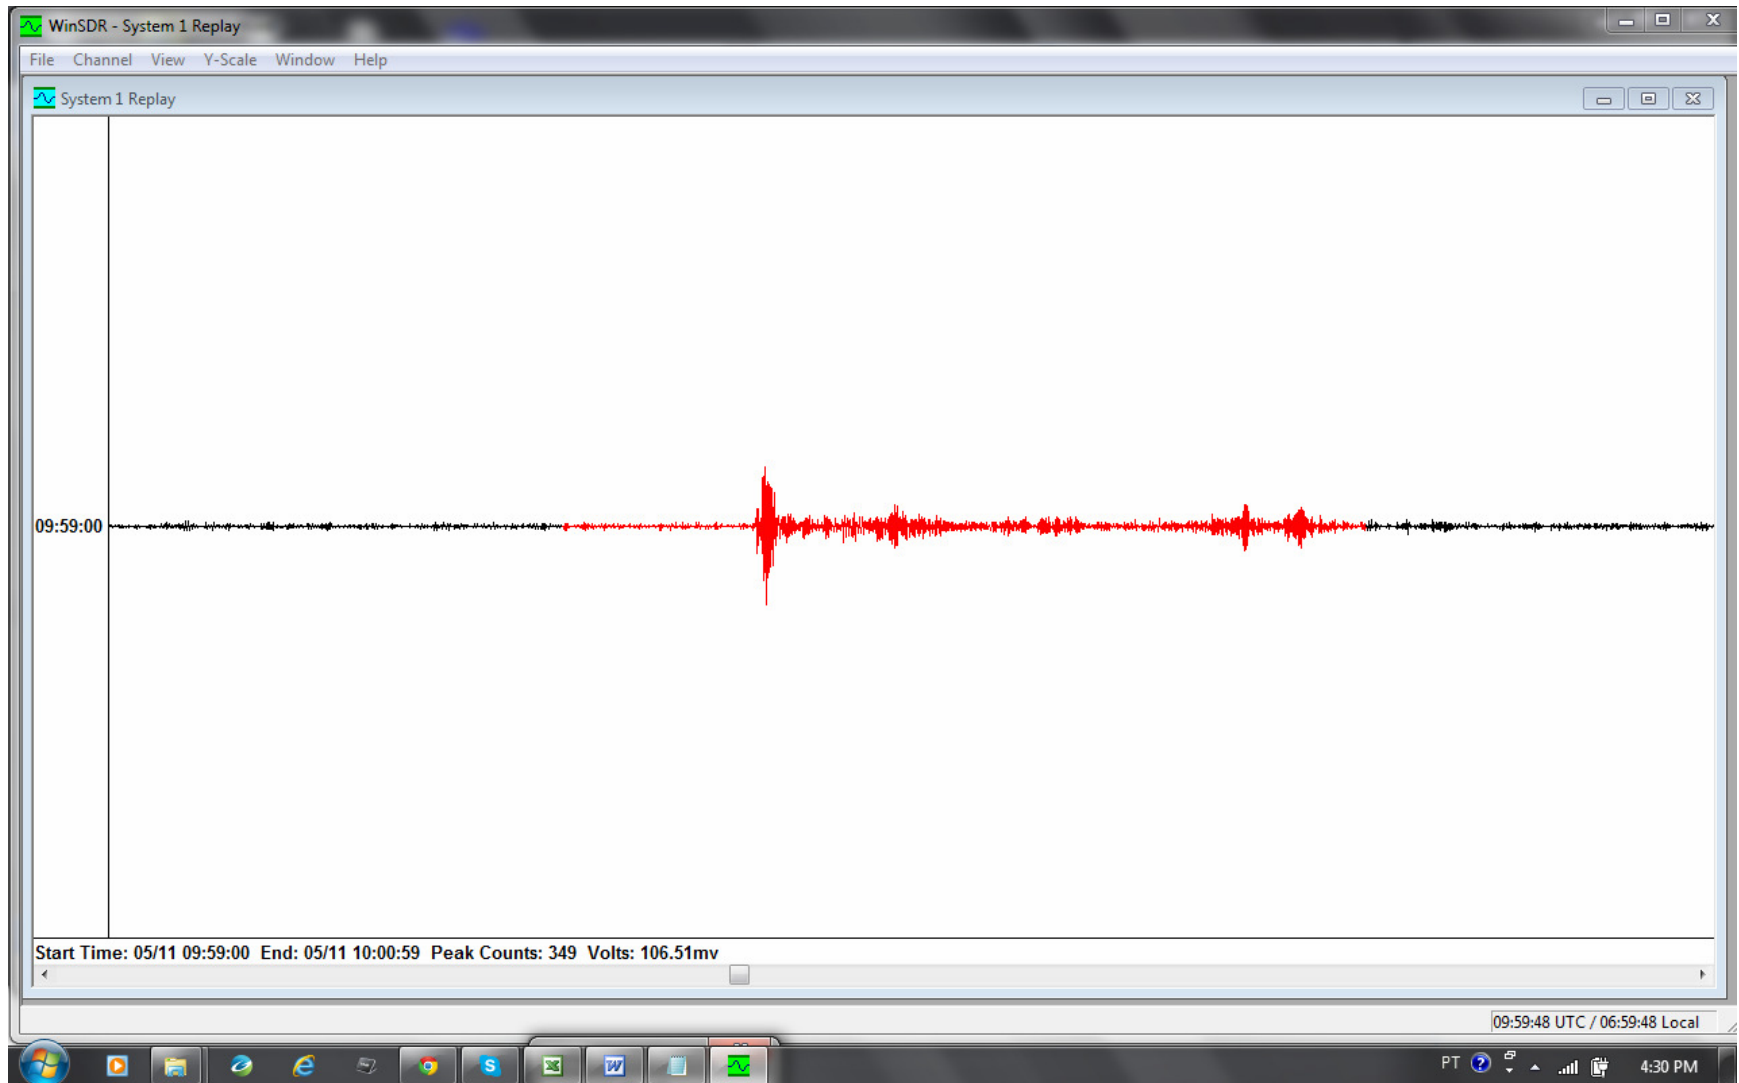 WinSDR - System 1 Replay
File Channel View Y-Scale Window Help
System 1 Replay
09:59:00
Start Time: 05/11 09:59:00 End: 05/11 10:00:59 Peak Counts: 349 Volts: 106.51mv
09:59:48 UTC / 06:59:48 Local
PT 4:30 PM